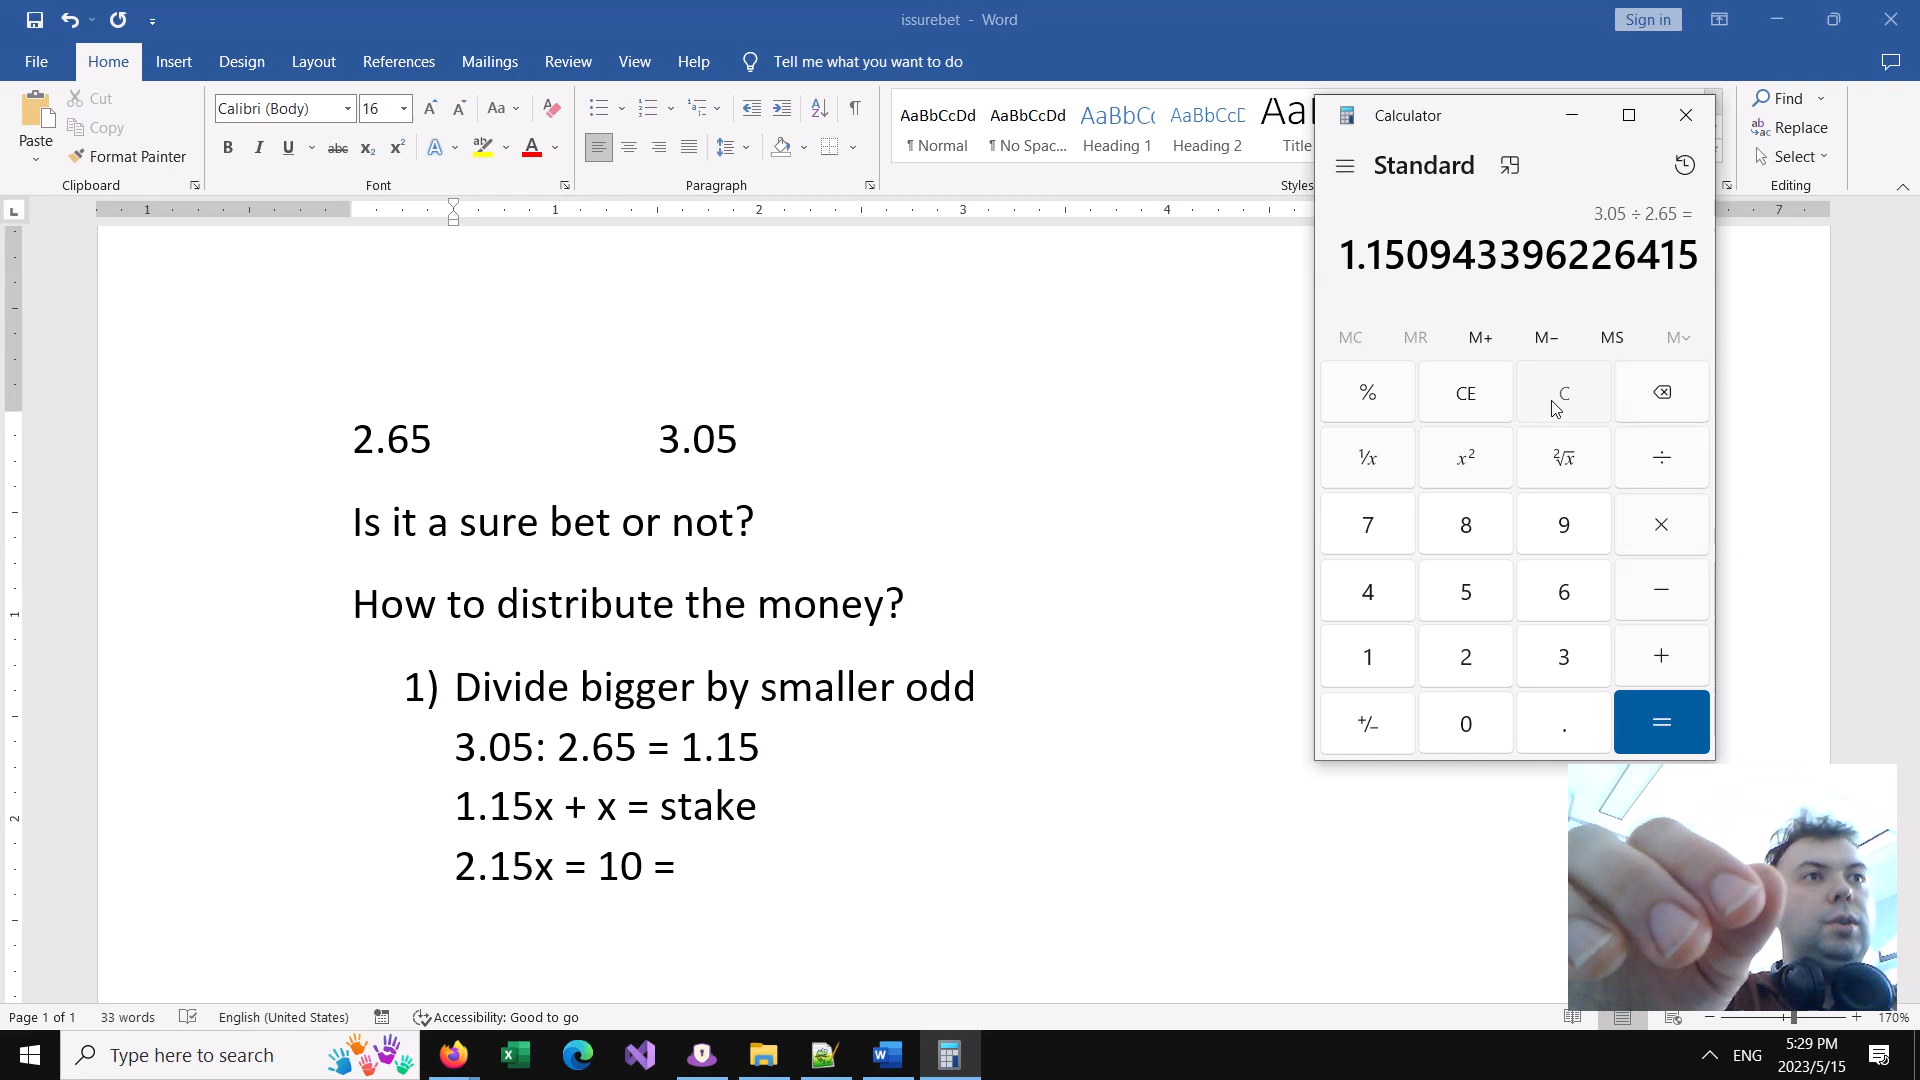 issurebet - Word
Sign in
File Home Insert Design Layout References Mailings Review View Help Tell me what you want to do
Paste
Cut
Copy
Format Painter
Clipboard
Calibri (Body) 16
Font
Paragraph
AaBbCcDd AaBbCcDd AaBbCc AaBbCcC AaB
¶ Normal ¶ No Spac... Heading 1 Heading 2 Title
Styles
Find
Replace
Select
Editing
Calculator
Standard
3.05 ÷ 2.65 =
1.150943396226415
MC MR M+ M− MS M
% CE C
¹/x x² ²√x ÷
7 8 9 ×
4 5 6 −
1 2 3 +
+/− 0 . =
2.65 3.05
Is it a sure bet or not?
How to distribute the money?
1) Divide bigger by smaller odd
3.05: 2.65 = 1.15
1.15x + x = stake
2.15x = 10 =
Page 1 of 1 33 words English (United States) Accessibility: Good to go 170%
Type here to search
ENG
5:29 PM
2023/5/15